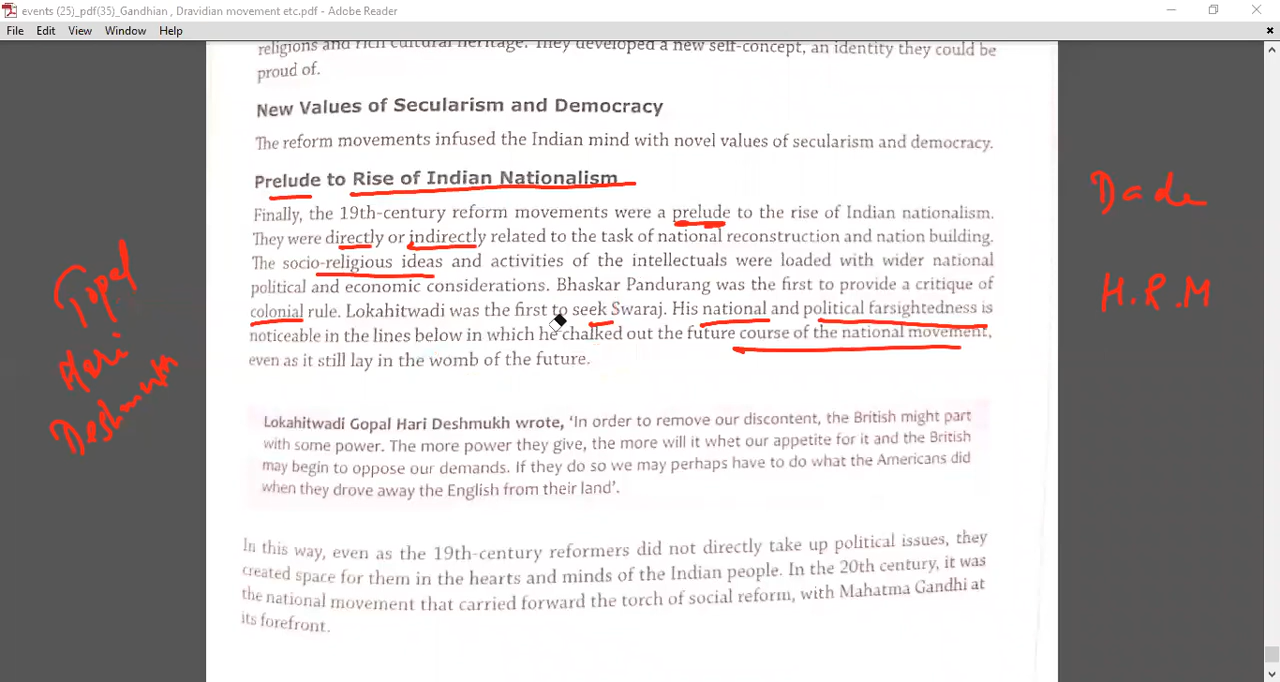 events (25)_pdf(35)_Gandhian , Dravidian movement etc.pdf - Adobe Reader
File Edit View Window Help
religions and rich cultural heritage. They developed a new self-concept, an identity they could be
proud of.
New Values of Secularism and Democracy
The reform movements infused the Indian mind with novel values of secularism and democracy.
Prelude to Rise of Indian Nationalism
Finally, the 19th-century reform movements were a prelude to the rise of Indian nationalism.
They were directly or indirectly related to the task of national reconstruction and nation building.
The socio-religious ideas and activities of the intellectuals were loaded with wider national
political and economic considerations. Bhaskar Pandurang was the first to provide a critique of
colonial rule. Lokahitwadi was the first to seek Swaraj. His national and political farsightedness is
noticeable in the lines below in which he chalked out the future course of the national movement,
even as it still lay in the womb of the future.
Lokahitwadi Gopal Hari Deshmukh wrote, 'In order to remove our discontent, the British might part
with some power. The more power they give, the more will it whet our appetite for it and the British
may begin to oppose our demands. If they do so we may perhaps have to do what the Americans did
when they drove away the English from their land'.
In this way, even as the 19th-century reformers did not directly take up political issues, they
created space for them in the hearts and minds of the Indian people. In the 20th century, it was
the national movement that carried forward the torch of social reform, with Mahatma Gandhi at
its forefront.
Gopal
Hari
Deshmukh
Dade
H.R.M